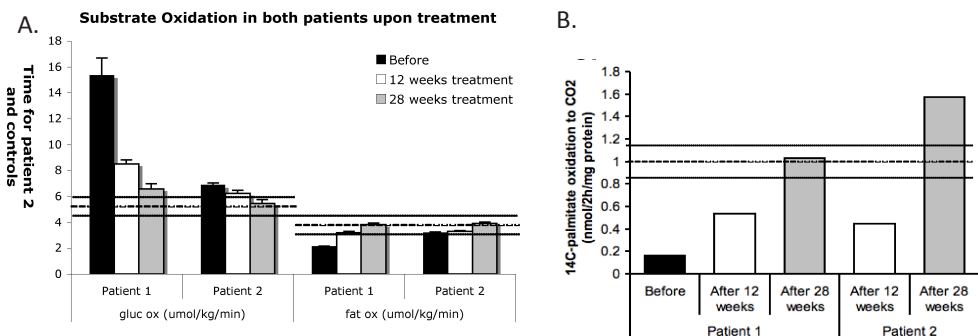 A.
Substrate Oxidation in both patients upon treatment
Time for patient 2
and controls
18
16
14
12
10
8
6
4
2
0
Before
12 weeks treatment
28 weeks treatment
Patient 1
Patient 2
Patient 1
Patient 2
gluc ox (umol/kg/min)
fat ox (umol/kg/min)
B.
14C-palmitate oxidation to CO2
(nmol/2h/mg protein)
1.8
1.6
1.4
1.2
1
0.8
0.6
0.4
0.2
0
Before
After 12
weeks
After 28
weeks
After 12
weeks
After 28
weeks
Patient 1
Patient 2